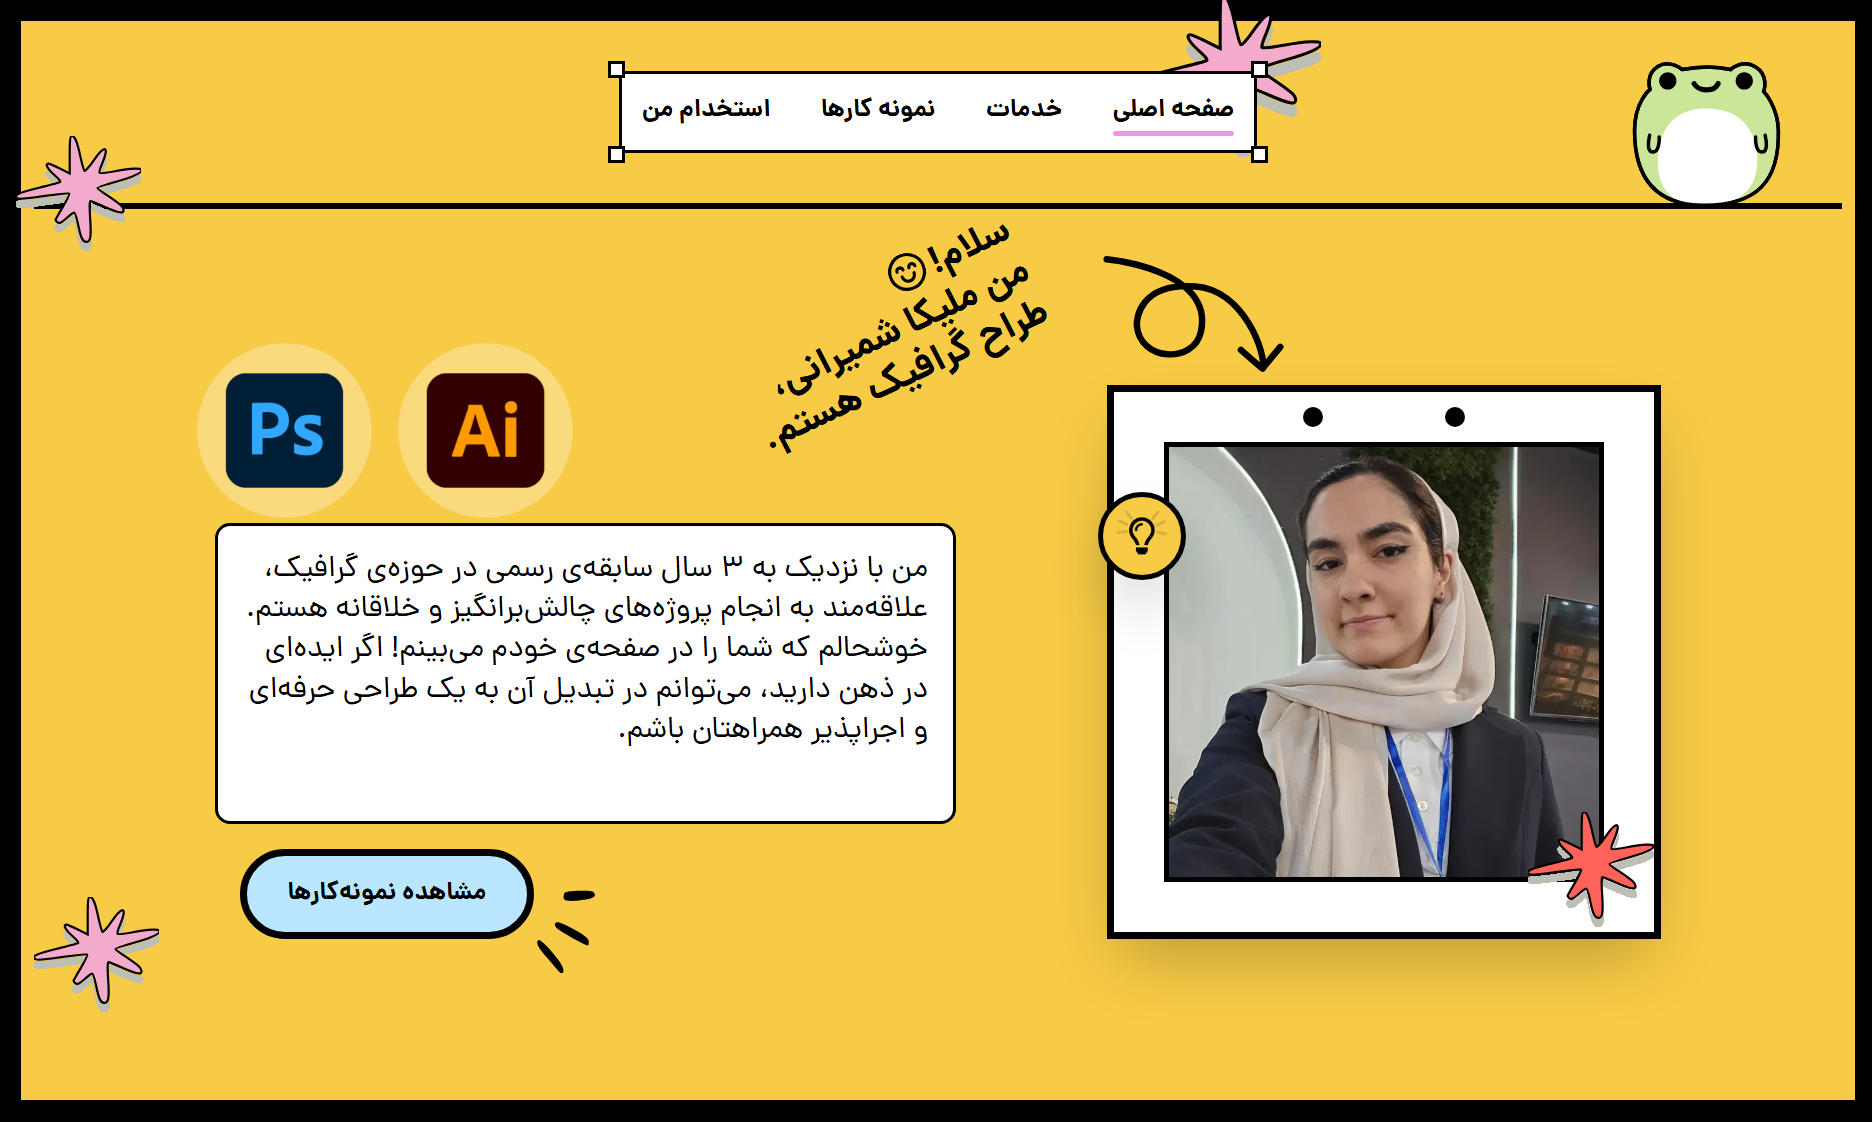 صفحه اصلی
خدمات
نمونه کارها
استخدام من
سلام!
من ملیکا شمیرانی،
طراح گرافیک هستم.
Ps
Ai
من با نزدیک به ۳ سال سابقه‌ی رسمی در حوزه‌ی گرافیک،
علاقه‌مند به انجام پروژه‌های چالش‌برانگیز و خلاقانه هستم.
خوشحالم که شما را در صفحه‌ی خودم می‌بینم! اگر ایده‌ای
در ذهن دارید، می‌توانم در تبدیل آن به یک طراحی حرفه‌ای
و اجراپذیر همراهتان باشم.
مشاهده نمونه‌کارها